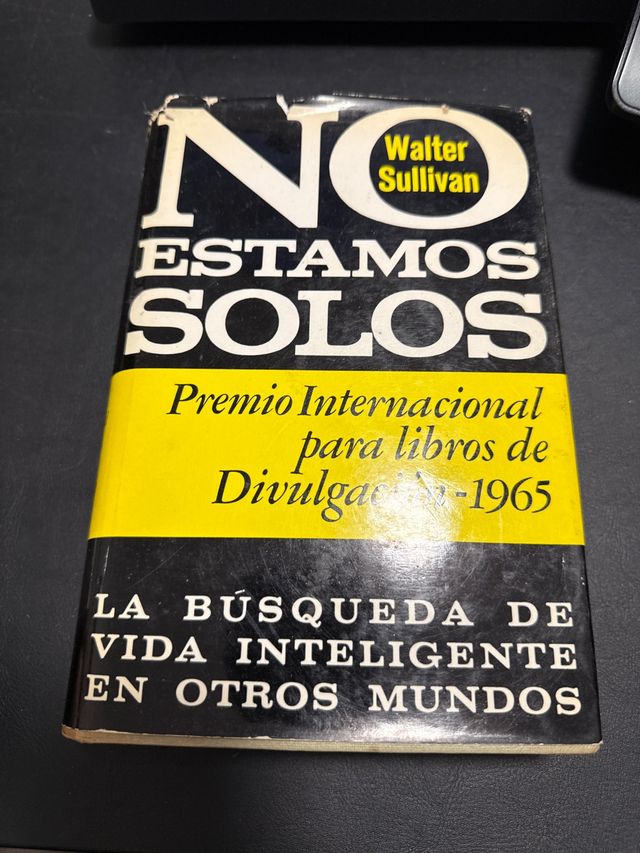 NO
Walter
Sullivan
ESTAMOS
SOLOS
Premio Internacional
para libros de
Divulgación-1965
LA BÚSQUEDA DE
VIDA INTELIGENTE
EN OTROS MUNDOS